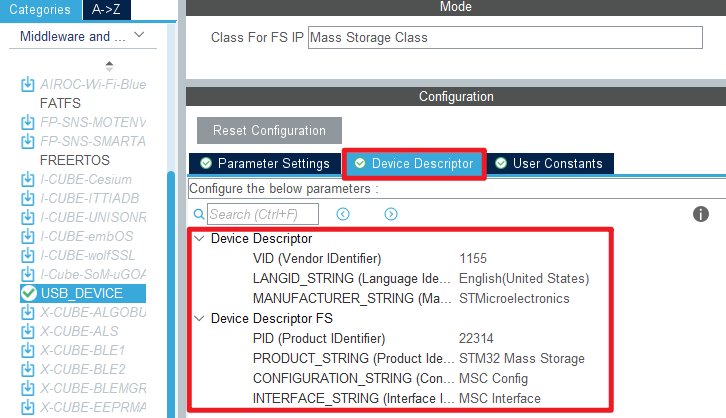 Categories A->Z
Middleware and ...
AIROC-Wi-Fi-Blue
FATFS
FP-SNS-MOTENV
FP-SNS-SMARTA
FREERTOS
I-CUBE-Cesium
I-CUBE-ITTIADB
I-CUBE-UNISONR
I-CUBE-embOS
I-CUBE-wolfSSL
I-Cube-SoM-uGOA
USB_DEVICE
X-CUBE-ALGOBU
X-CUBE-ALS
X-CUBE-BLE1
X-CUBE-BLE2
X-CUBE-BLEMGR
X-CUBE-EEPRMA
Mode
Class For FS IP Mass Storage Class
Configuration
Reset Configuration
Parameter Settings Device Descriptor User Constants
Configure the below parameters :
Search (Ctrl+F)
Device Descriptor
VID (Vendor IDentifier) 1155
LANGID_STRING (Language Ide... English(United States)
MANUFACTURER_STRING (Ma... STMicroelectronics
Device Descriptor FS
PID (Product IDentifier) 22314
PRODUCT_STRING (Product Ide... STM32 Mass Storage
CONFIGURATION_STRING (Con... MSC Config
INTERFACE_STRING (Interface I... MSC Interface